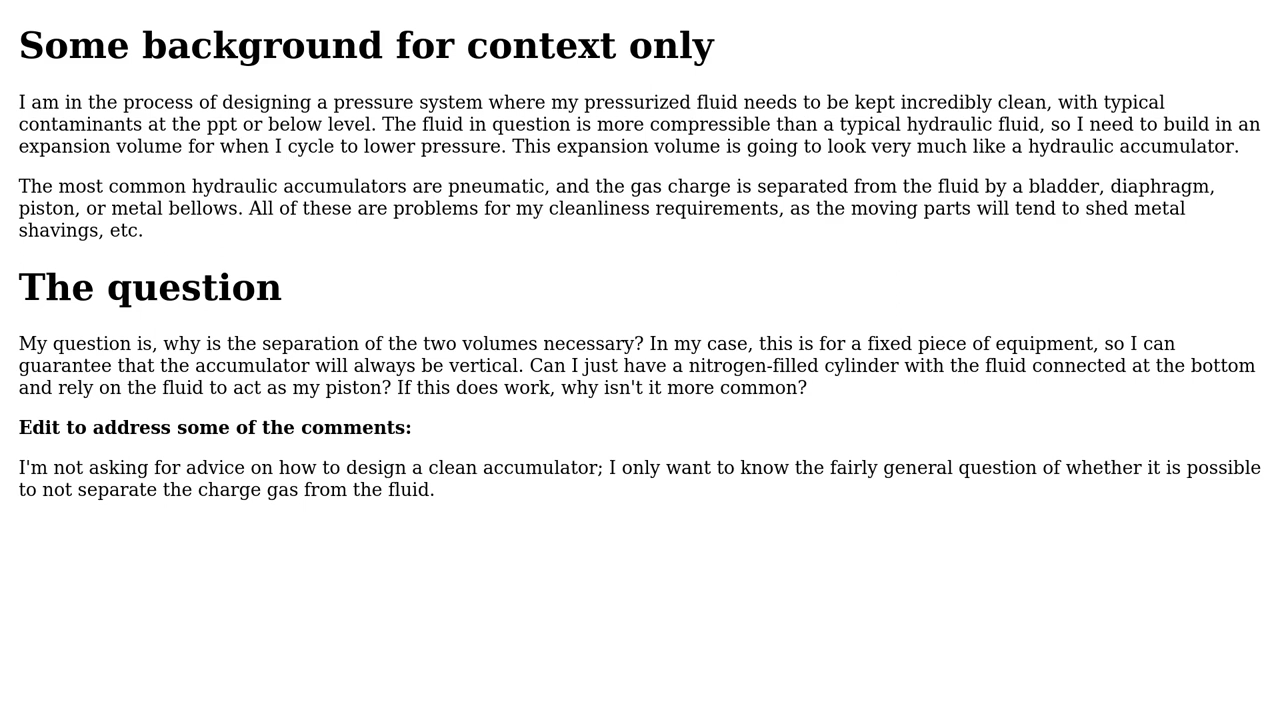 Some background for context only
I am in the process of designing a pressure system where my pressurized fluid needs to be kept incredibly clean, with typical
contaminants at the ppt or below level. The fluid in question is more compressible than a typical hydraulic fluid, so I need to build in an
expansion volume for when I cycle to lower pressure. This expansion volume is going to look very much like a hydraulic accumulator.
The most common hydraulic accumulators are pneumatic, and the gas charge is separated from the fluid by a bladder, diaphragm,
piston, or metal bellows. All of these are problems for my cleanliness requirements, as the moving parts will tend to shed metal
shavings, etc.
The question
My question is, why is the separation of the two volumes necessary? In my case, this is for a fixed piece of equipment, so I can
guarantee that the accumulator will always be vertical. Can I just have a nitrogen-filled cylinder with the fluid connected at the bottom
and rely on the fluid to act as my piston? If this does work, why isn't it more common?
Edit to address some of the comments:
I'm not asking for advice on how to design a clean accumulator; I only want to know the fairly general question of whether it is possible
to not separate the charge gas from the fluid.